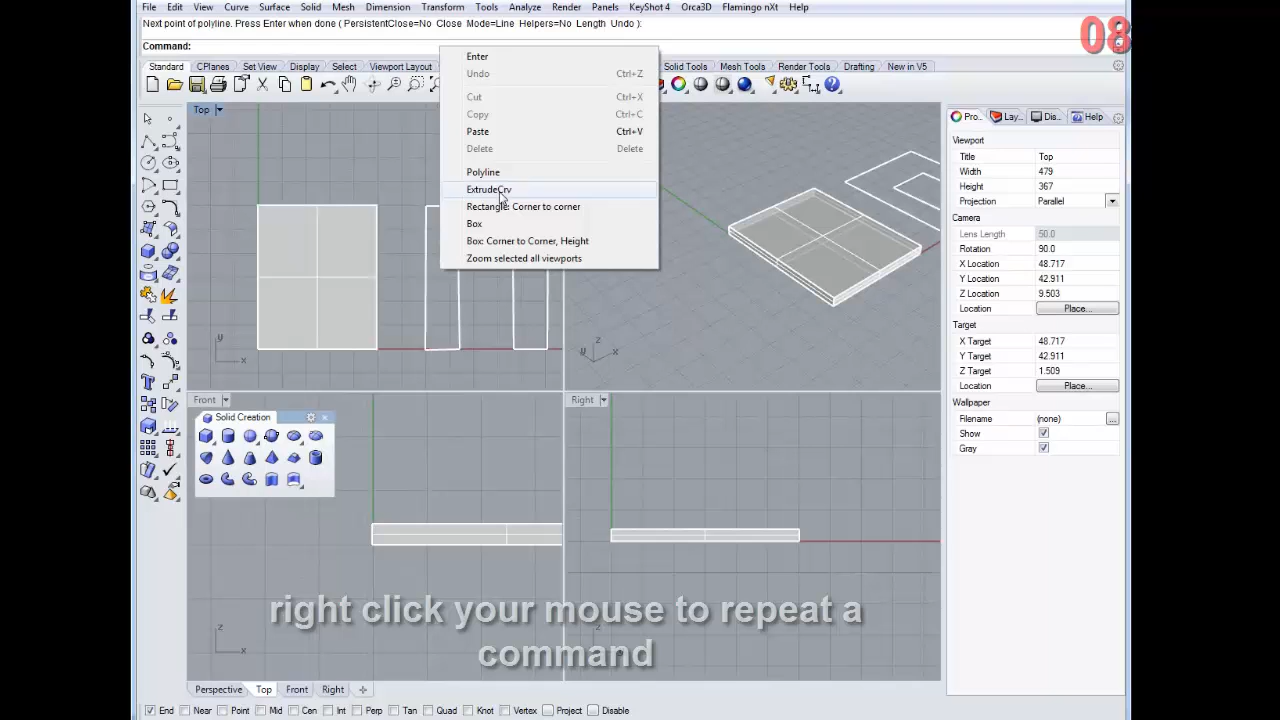 File Edit View Curve Surface Solid Mesh Dimension Transform Tools Analyze Render Panels KeyShot 4 Orca3D Flamingo nXt Help
Next point of polyline. Press Enter when done ( PersistentClose=No Close Mode=Line Helpers=No Length Undo ):
Command:
08
Standard CPlanes Set View Display Select Viewport Layout Solid Tools Mesh Tools Render Tools Drafting New in V5
Enter
Undo Ctrl+Z
Cut Ctrl+X
Copy Ctrl+C
Paste Ctrl+V
Delete Delete
Polyline
ExtrudeCrv
Rectangle: Corner to corner
Box
Box: Corner to Corner, Height
Zoom selected all viewports
Top
y
x
z
y x
Front
Solid Creation
z
x
Right
z
Pro... Lay... Dis... Help
Viewport
Title Top
Width 479
Height 367
Projection Parallel
Camera
Lens Length 50.0
Rotation 90.0
X Location 48.717
Y Location 42.911
Z Location 9.503
Location Place...
Target
X Target 48.717
Y Target 42.911
Z Target 1.509
Location Place...
Wallpaper
Filename (none) ...
Show
Gray
right click your mouse to repeat a
command
Perspective Top Front Right
End Near Point Mid Cen Int Perp Tan Quad Knot Vertex Project Disable